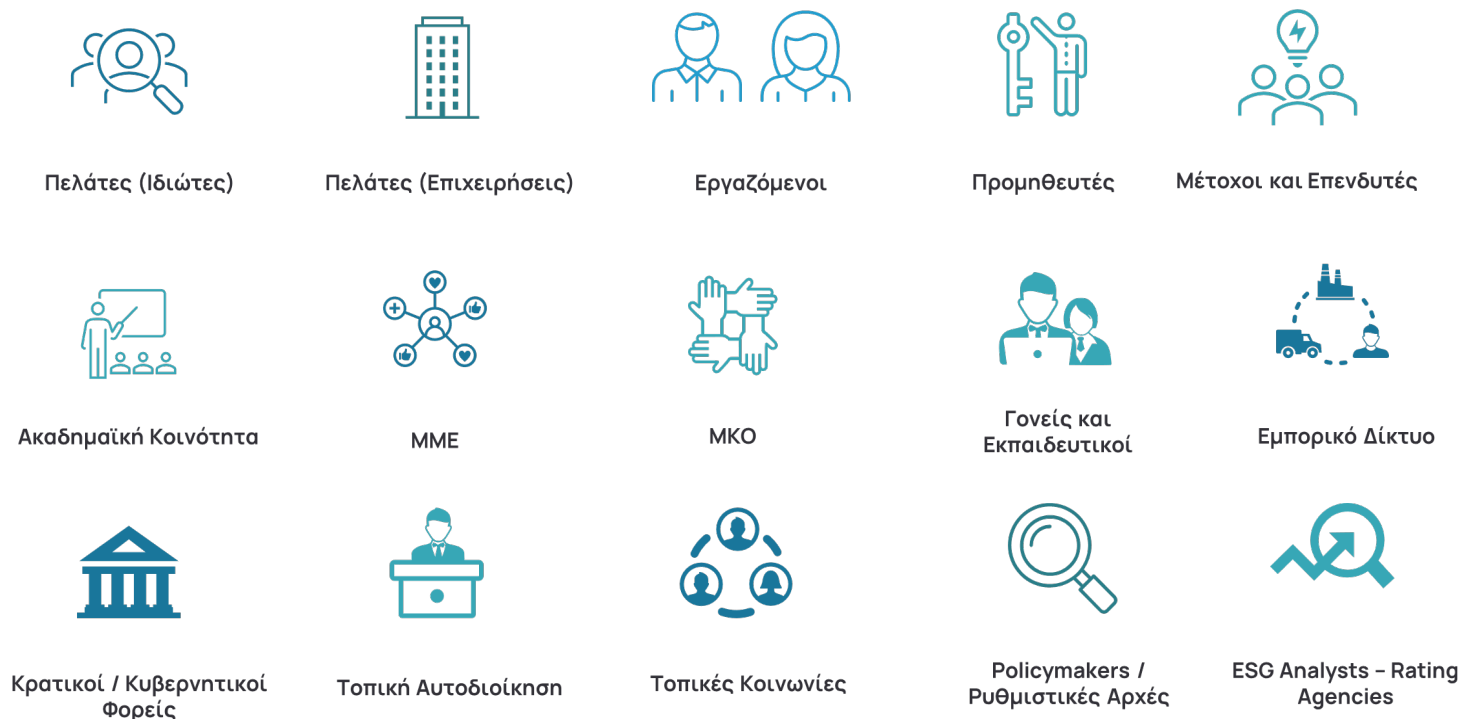 Πελάτες (Ιδιώτες)
Πελάτες (Επιχειρήσεις)
Εργαζόμενοι
Προμηθευτές
Μέτοχοι και Επενδυτές
Ακαδημαϊκή Κοινότητα
ΜΜΕ
ΜΚΟ
Γονείς και
Εκπαιδευτικοί
Εμπορικό Δίκτυο
Κρατικοί / Κυβερνητικοί
Φορείς
Τοπική Αυτοδιοίκηση
Τοπικές Κοινωνίες
Policymakers /
Ρυθμιστικές Αρχές
ESG Analysts – Rating
Agencies